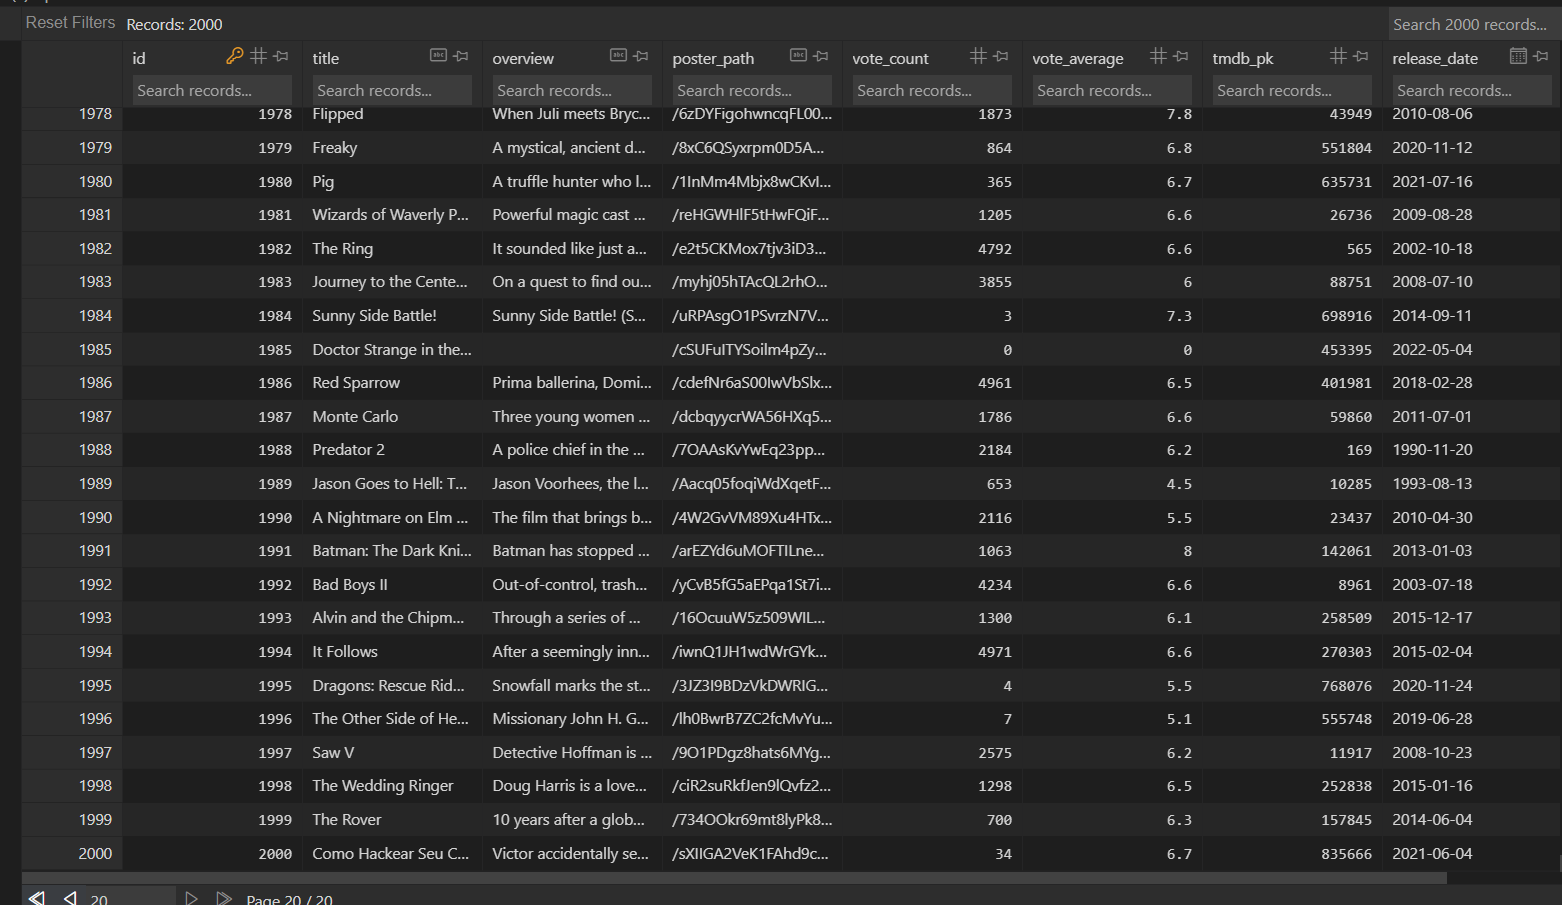 Reset Filters Records: 2000 Search 2000 records...
id title overview poster_path vote_count vote_average tmdb_pk release_date
Search records... Search records... Search records... Search records... Search records... Search records... Search records... Search records...
1978 1978 Flipped When Juli meets Bryc... /6zDYFigohwncqFL00... 1873 7.8 43949 2010-08-06
1979 1979 Freaky A mystical, ancient d... /8xC6QSyxrpm0D5A... 864 6.8 551804 2020-11-12
1980 1980 Pig A truffle hunter who l... /1InMm4Mbjx8wCKvI... 365 6.7 635731 2021-07-16
1981 1981 Wizards of Waverly P... Powerful magic cast ... /reHGWHlF5tHwFQiF... 1205 6.6 26736 2009-08-28
1982 1982 The Ring It sounded like just a... /e2t5CKMox7tjv3iD3... 4792 6.6 565 2002-10-18
1983 1983 Journey to the Cente... On a quest to find ou... /myhj05hTAcQL2rhO... 3855 6 88751 2008-07-10
1984 1984 Sunny Side Battle! Sunny Side Battle! (S... /uRPAsgO1PSvrzN7V... 3 7.3 698916 2014-09-11
1985 1985 Doctor Strange in the... /cSUFuITYSoilm4pZy... 0 0 453395 2022-05-04
1986 1986 Red Sparrow Prima ballerina, Domi... /cdefNr6aS00IwVbSlx... 4961 6.5 401981 2018-02-28
1987 1987 Monte Carlo Three young women ... /dcbqyycrWA56HXq5... 1786 6.6 59860 2011-07-01
1988 1988 Predator 2 A police chief in the ... /7OAAsKvYwEq23pp... 2184 6.2 169 1990-11-20
1989 1989 Jason Goes to Hell: T... Jason Voorhees, the l... /Aacq05foqiWdXqetF... 653 4.5 10285 1993-08-13
1990 1990 A Nightmare on Elm ... The film that brings b... /4W2GvVM89Xu4HTx... 2116 5.5 23437 2010-04-30
1991 1991 Batman: The Dark Kni... Batman has stopped ... /arEZYd6uMOFTILne... 1063 8 142061 2013-01-03
1992 1992 Bad Boys II Out-of-control, trash... /yCvB5fG5aEPqa1St7i... 4234 6.6 8961 2003-07-18
1993 1993 Alvin and the Chipm... Through a series of ... /16OcuuW5z509WIL... 1300 6.1 258509 2015-12-17
1994 1994 It Follows After a seemingly inn... /iwnQ1JH1wdWrGYk... 4971 6.6 270303 2015-02-04
1995 1995 Dragons: Rescue Rid... Snowfall marks the st... /3JZ3I9BDzVkDWRIG... 4 5.5 768076 2020-11-24
1996 1996 The Other Side of He... Missionary John H. G... /lh0BwrB7ZC2fcMvYu... 7 5.1 555748 2019-06-28
1997 1997 Saw V Detective Hoffman is ... /9O1PDgz8hats6MYg... 2575 6.2 11917 2008-10-23
1998 1998 The Wedding Ringer Doug Harris is a love... /ciR2suRkfJen9lQvfz2... 1298 6.5 252838 2015-01-16
1999 1999 The Rover 10 years after a glob... /734OOkr69mt8lyPk8... 700 6.3 157845 2014-06-04
2000 2000 Como Hackear Seu C... Victor accidentally se... /sXIIGA2VeK1FAhd9c... 34 6.7 835666 2021-06-04
20 Page 20 / 20